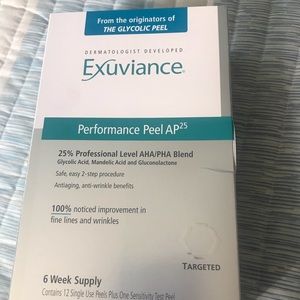 From the originators of
THE GLYCOLIC PEEL
DERMATOLOGIST DEVELOPED
Exuviance®
Performance Peel AP25
25% Professional Level AHA/PHA Blend
Glycolic Acid, Mandelic Acid and Gluconolactone
Safe, easy 2-step procedure
Antiaging, anti-wrinkle benefits
100% noticed improvement in
fine lines and wrinkles
TARGETED
6 Week Supply
Contains 12 Single Use Peels Plus One Sensitivity Test Peel